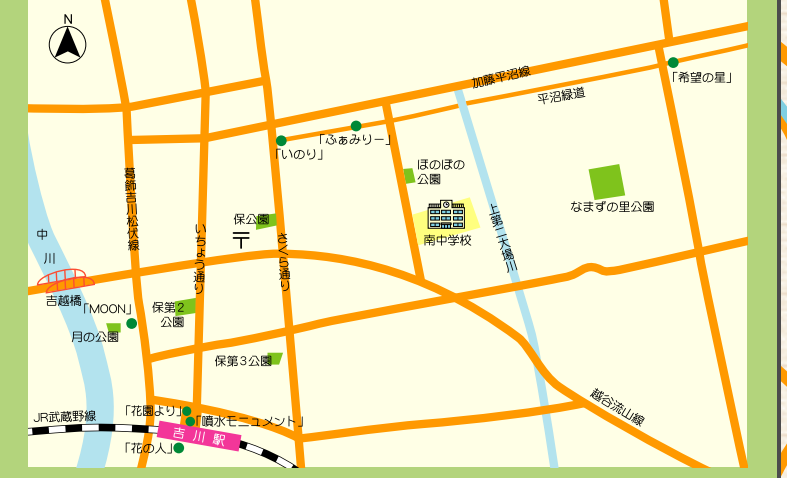 N
加藤平沼線
「希望の星」
平沼緑道
「ふぁみりー」
「いのり」
ほのぼの
公園
葛飾吉川松伏線
なまずの里公園
保公園
〒
いちょう通り
さくら通り
南中学校
上第二大場川
中
川
吉越橋
「MOON」
保第2
公園
月の公園
保第3公園
越谷流山線
「花園より」
JR武蔵野線
「噴水モニュメント」
吉川駅
「花の人」